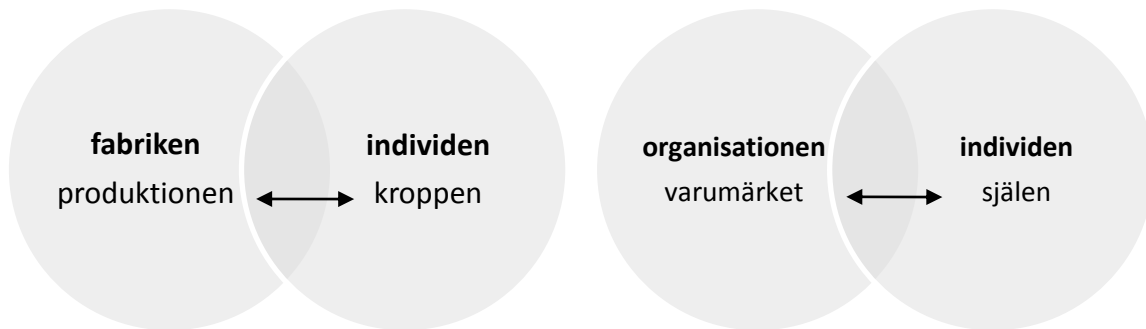 fabriken
produktionen
individen
kroppen
organisationen
varumärket
individen
själen